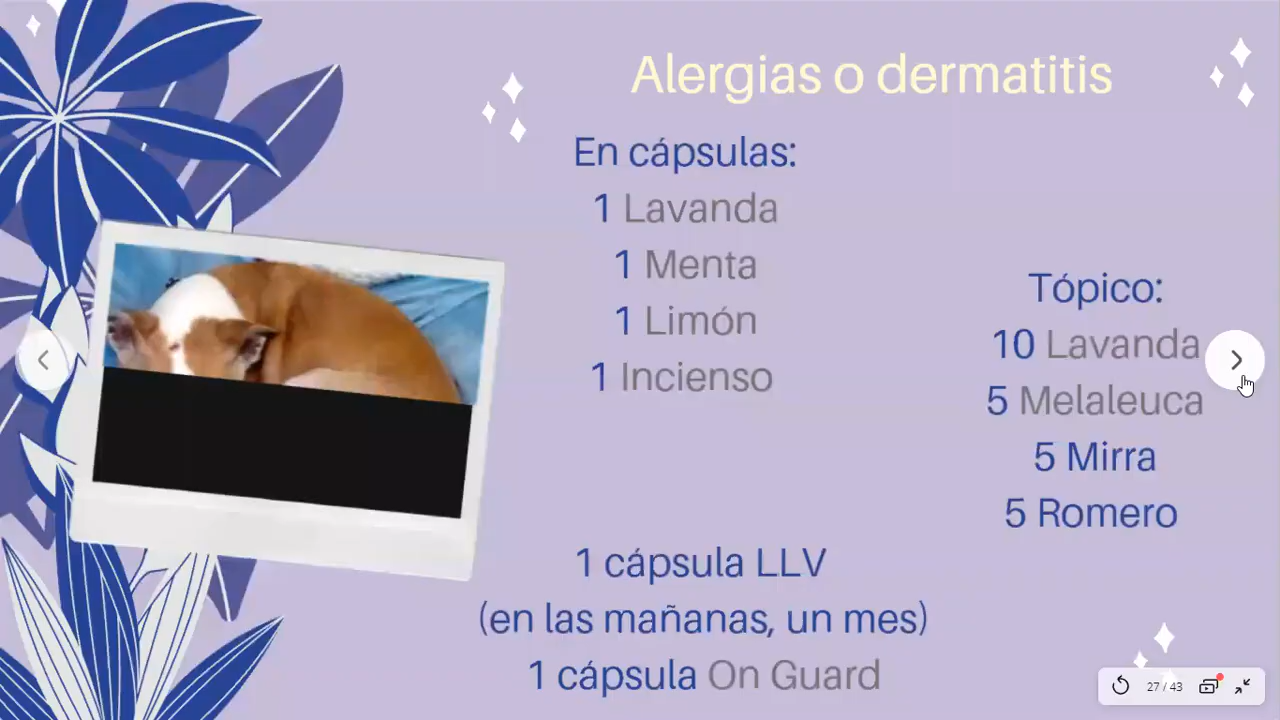 Alergias o dermatitis
En cápsulas:
1 Lavanda
1 Menta
1 Limón
1 Incienso
Tópico:
10 Lavanda
5 Melaleuca
5 Mirra
5 Romero
1 cápsula LLV
(en las mañanas, un mes)
1 cápsula On Guard
27 / 43